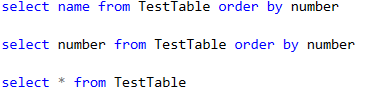 select name from TestTable order by number
select number from TestTable order by number
select * from TestTable